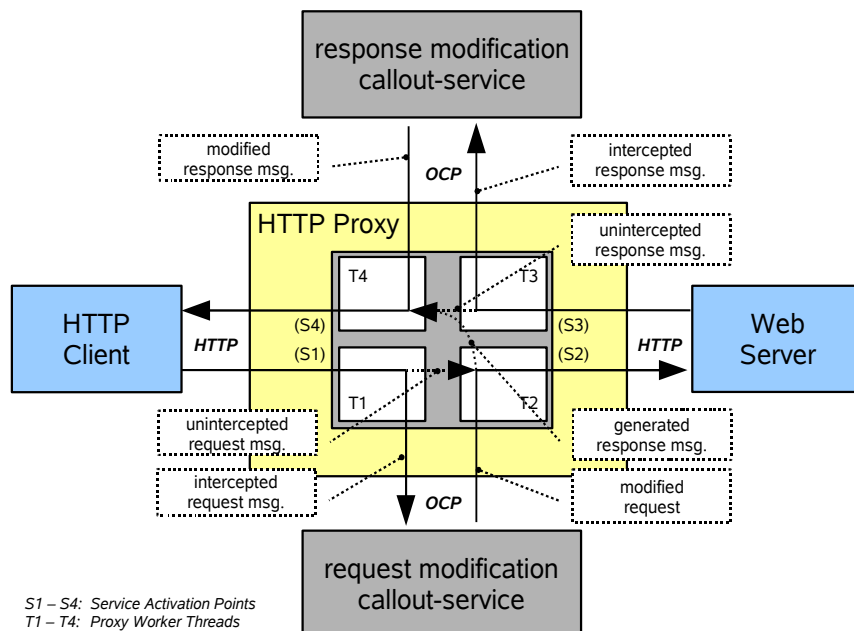 response modification
callout-service
modified
response msg.
OCP
intercepted
response msg.
HTTP Proxy
unintercepted
response msg.
T4
T3
HTTP
Client
(S4)
(S3)
Web
Server
HTTP
HTTP
(S1)
(S2)
T1
T2
unintercepted
request msg.
generated
response msg.
intercepted
request msg.
OCP
modified
request
request modification
callout-service
S1 – S4: Service Activation Points
T1 – T4: Proxy Worker Threads